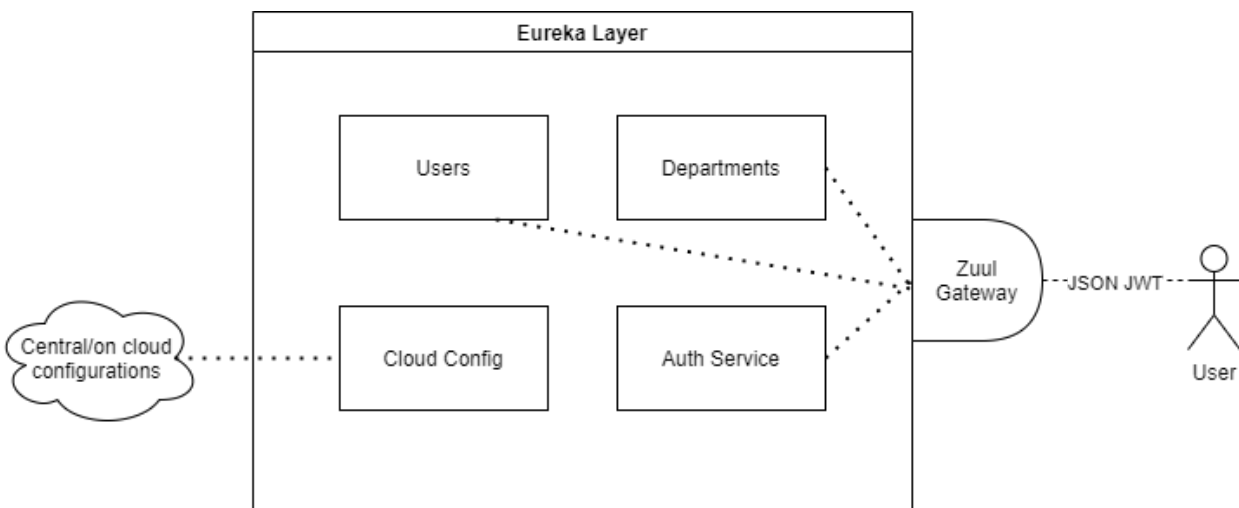 Eureka Layer
Users
Departments
Zuul
Gateway
JSON JWT
Central/on cloud
configurations
Cloud Config
Auth Service
User